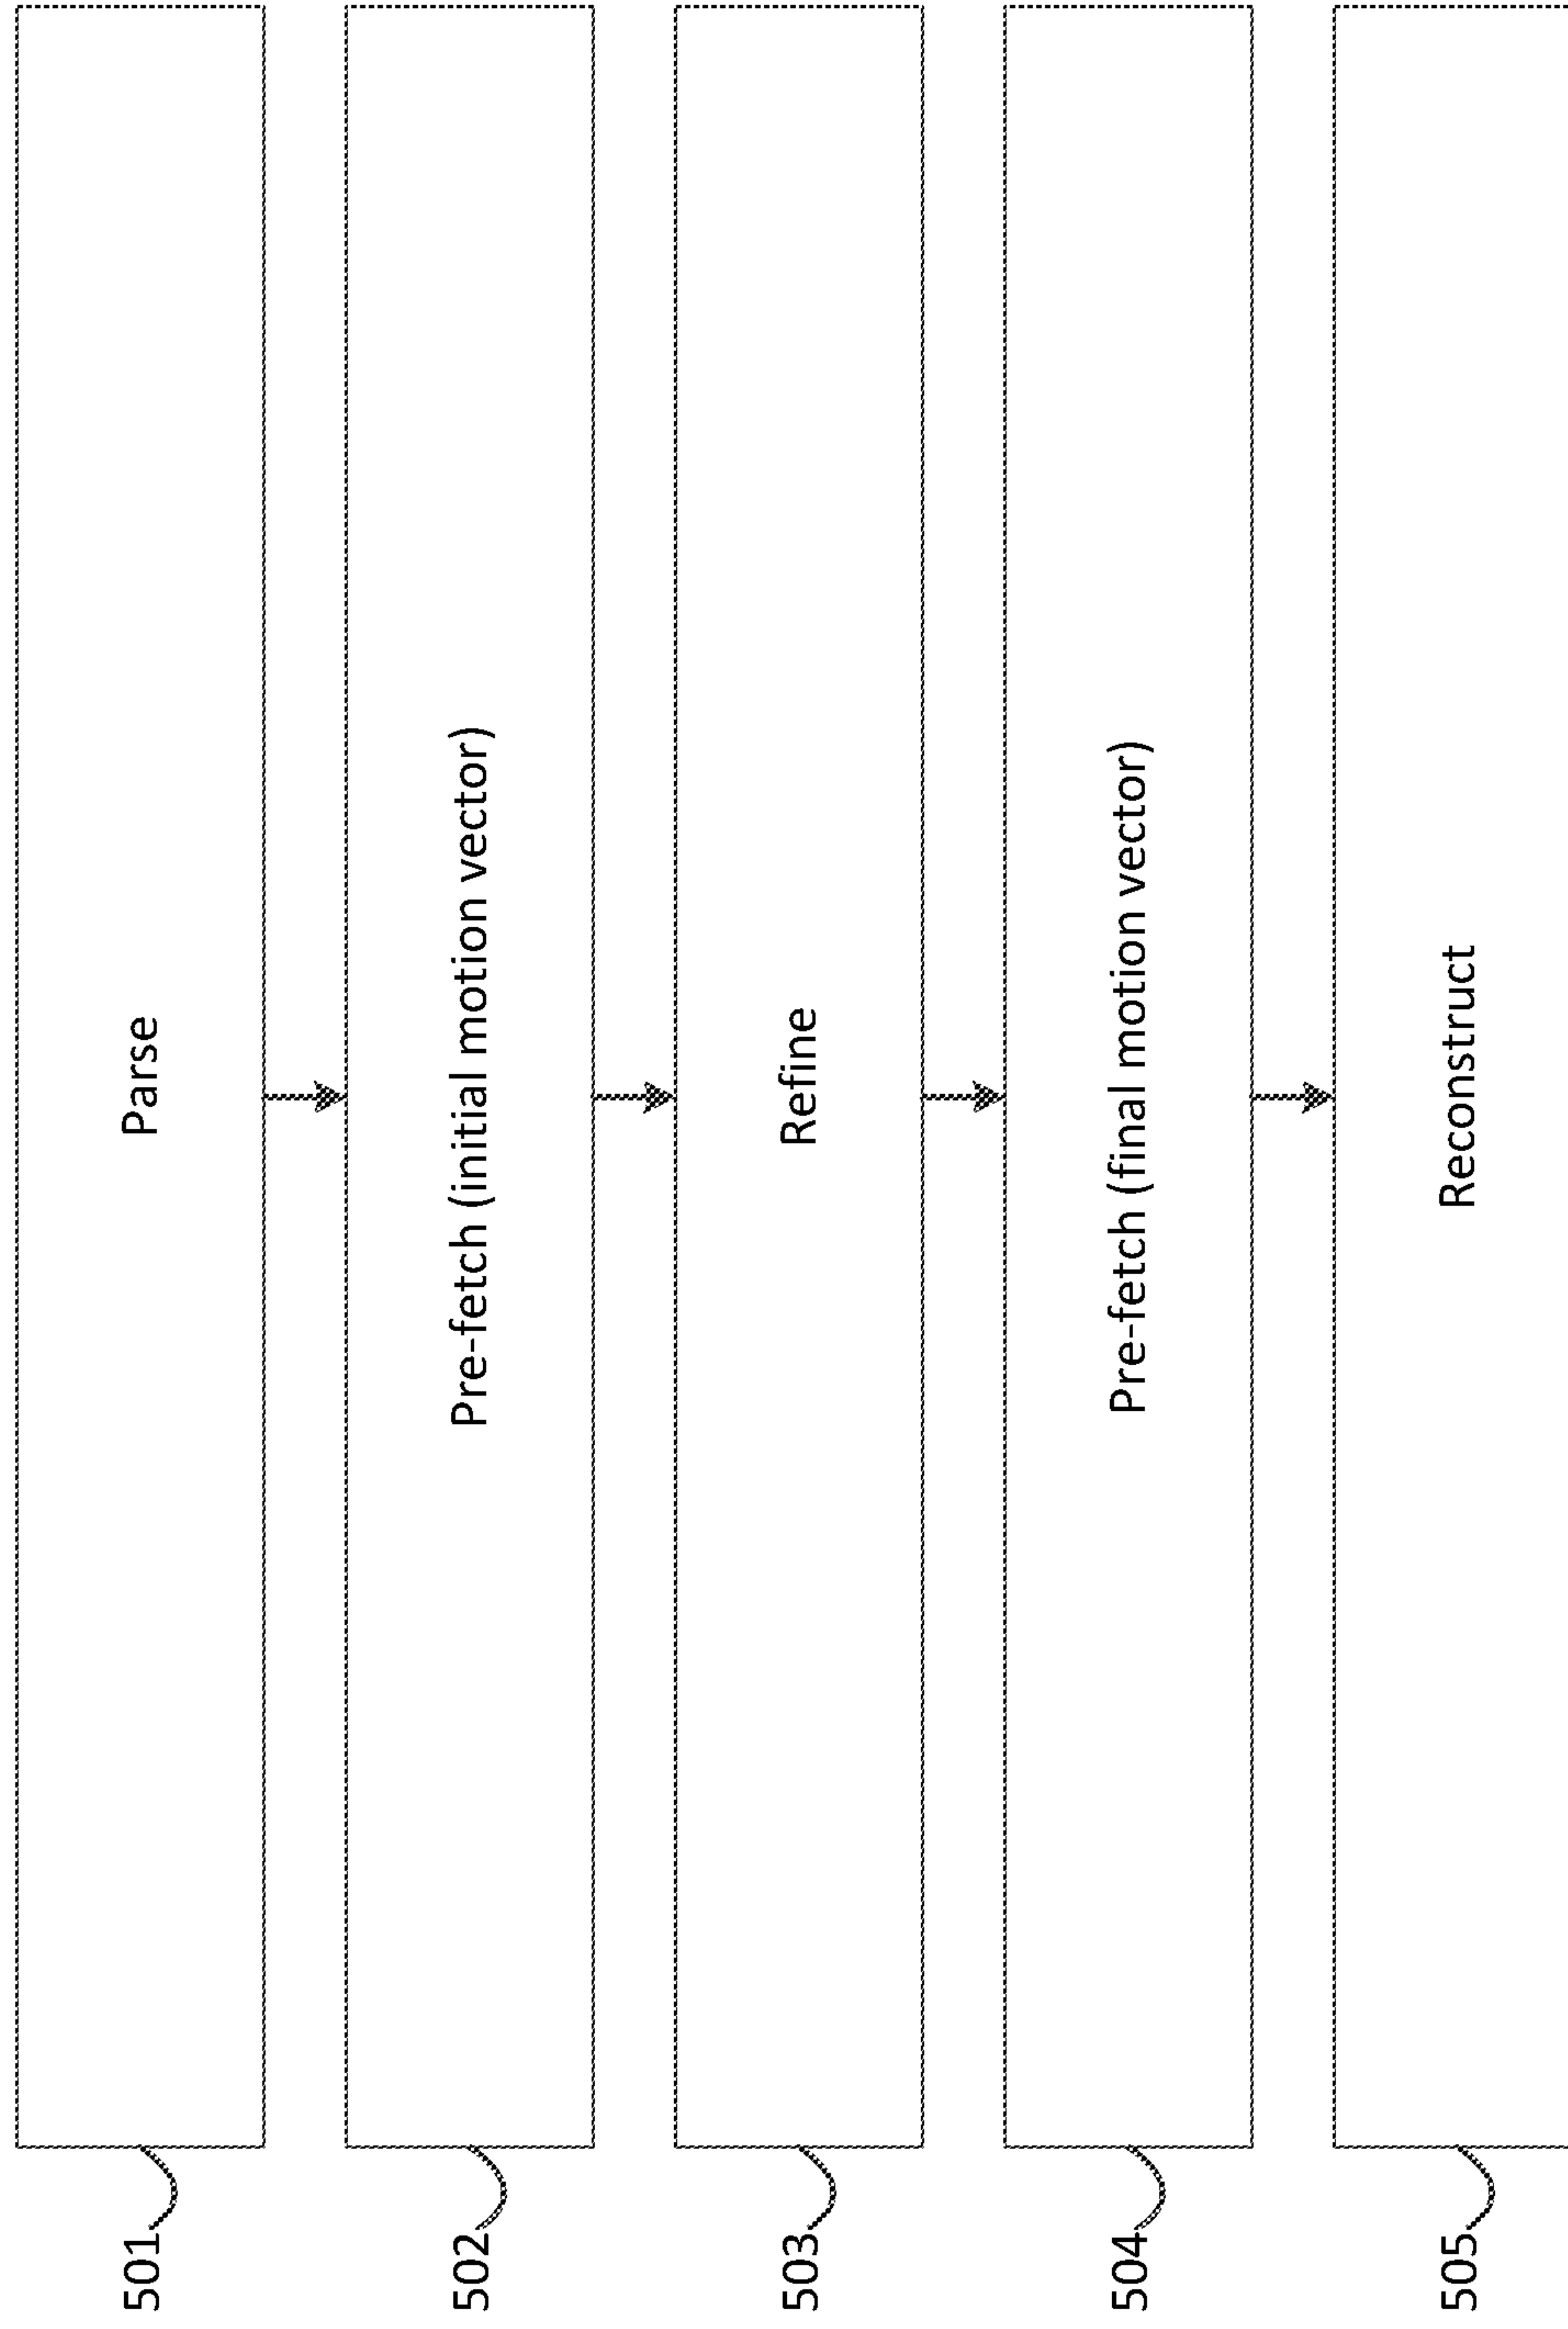 501
Parse
502
Pre-fetch (initial motion vector)
503
Refine
504
Pre-fetch (final motion vector)
505
Reconstruct